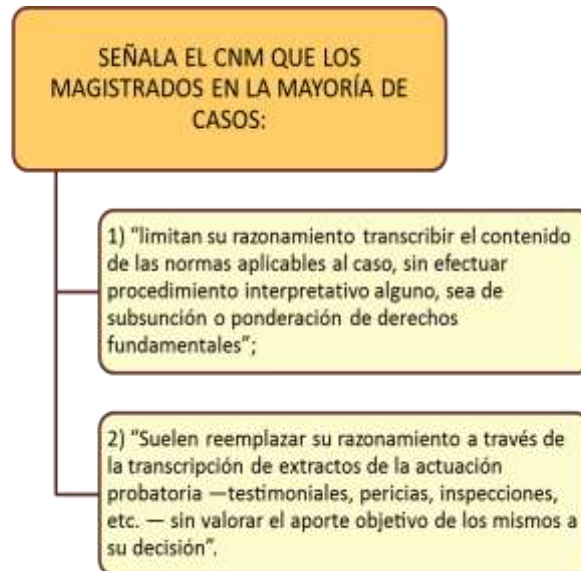 SEÑALA EL CNM QUE LOS
MAGISTRADOS EN LA MAYORÍA DE
CASOS:
1) “limitan su razonamiento transcribir el contenido
de las normas aplicables al caso, sin efectuar
procedimiento interpretativo alguno, sea de
subsunción o ponderación de derechos
fundamentales”;
2) “Suelen reemplazar su razonamiento a través de
la transcripción de extractos de la actuación
probatoria —testimoniales, pericias, inspecciones,
etc. — sin valorar el aporte objetivo de los mismos a
su decisión”.